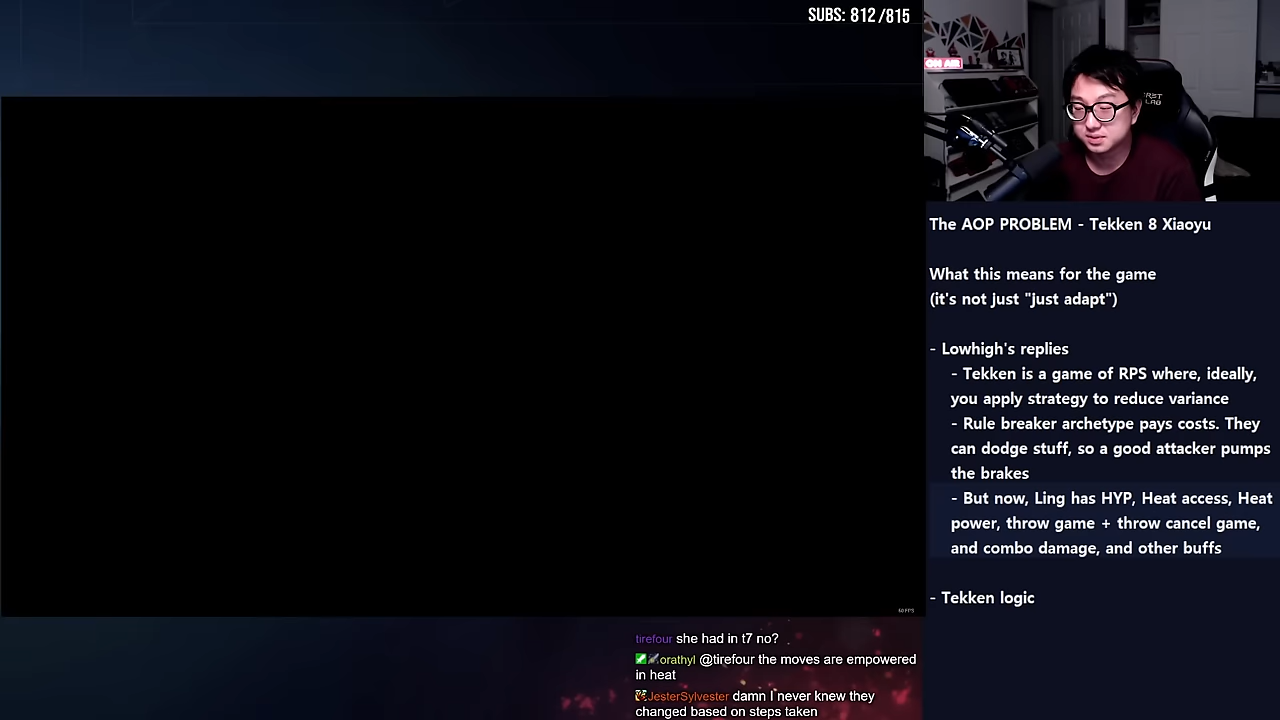 SUBS: 812/815
ON AIR
The AOP PROBLEM - Tekken 8 Xiaoyu
What this means for the game
(it's not just "just adapt")
- Lowhigh's replies
- Tekken is a game of RPS where, ideally,
you apply strategy to reduce variance
- Rule breaker archetype pays costs. They
can dodge stuff, so a good attacker pumps
the brakes
- But now, Ling has HYP, Heat access, Heat
power, throw game + throw cancel game,
and combo damage, and other buffs
- Tekken logic
60 FPS
tirefour she had in t7 no?
orathyl @tirefour the moves are empowered
in heat
JesterSylvester damn I never knew they
changed based on steps taken